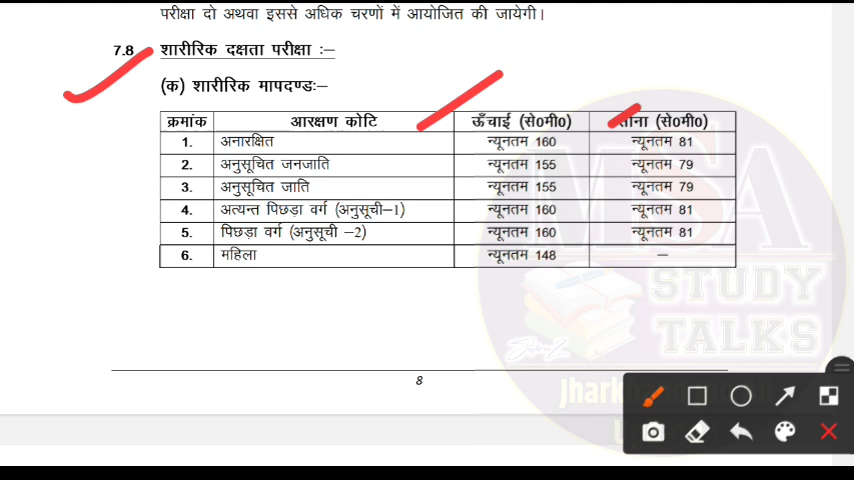 परीक्षा दो अथवा इससे अधिक चरणों में आयोजित की जायेगी।
7.8 शारीरिक दक्षता परीक्षा :–
(क) शारीरिक मापदण्डः–
क्रमांक आरक्षण कोटि ऊँचाई (से0मी0) सीना (से0मी0)
1. अनारक्षित न्यूनतम 160 न्यूनतम 81
2. अनुसूचित जनजाति न्यूनतम 155 न्यूनतम 79
3. अनुसूचित जाति न्यूनतम 155 न्यूनतम 79
4. अत्यन्त पिछड़ा वर्ग (अनुसूची–1) न्यूनतम 160 न्यूनतम 81
5. पिछड़ा वर्ग (अनुसूची –2) न्यूनतम 160 न्यूनतम 81
6. महिला न्यूनतम 148 –
MSA
STUDY
TALKS
8